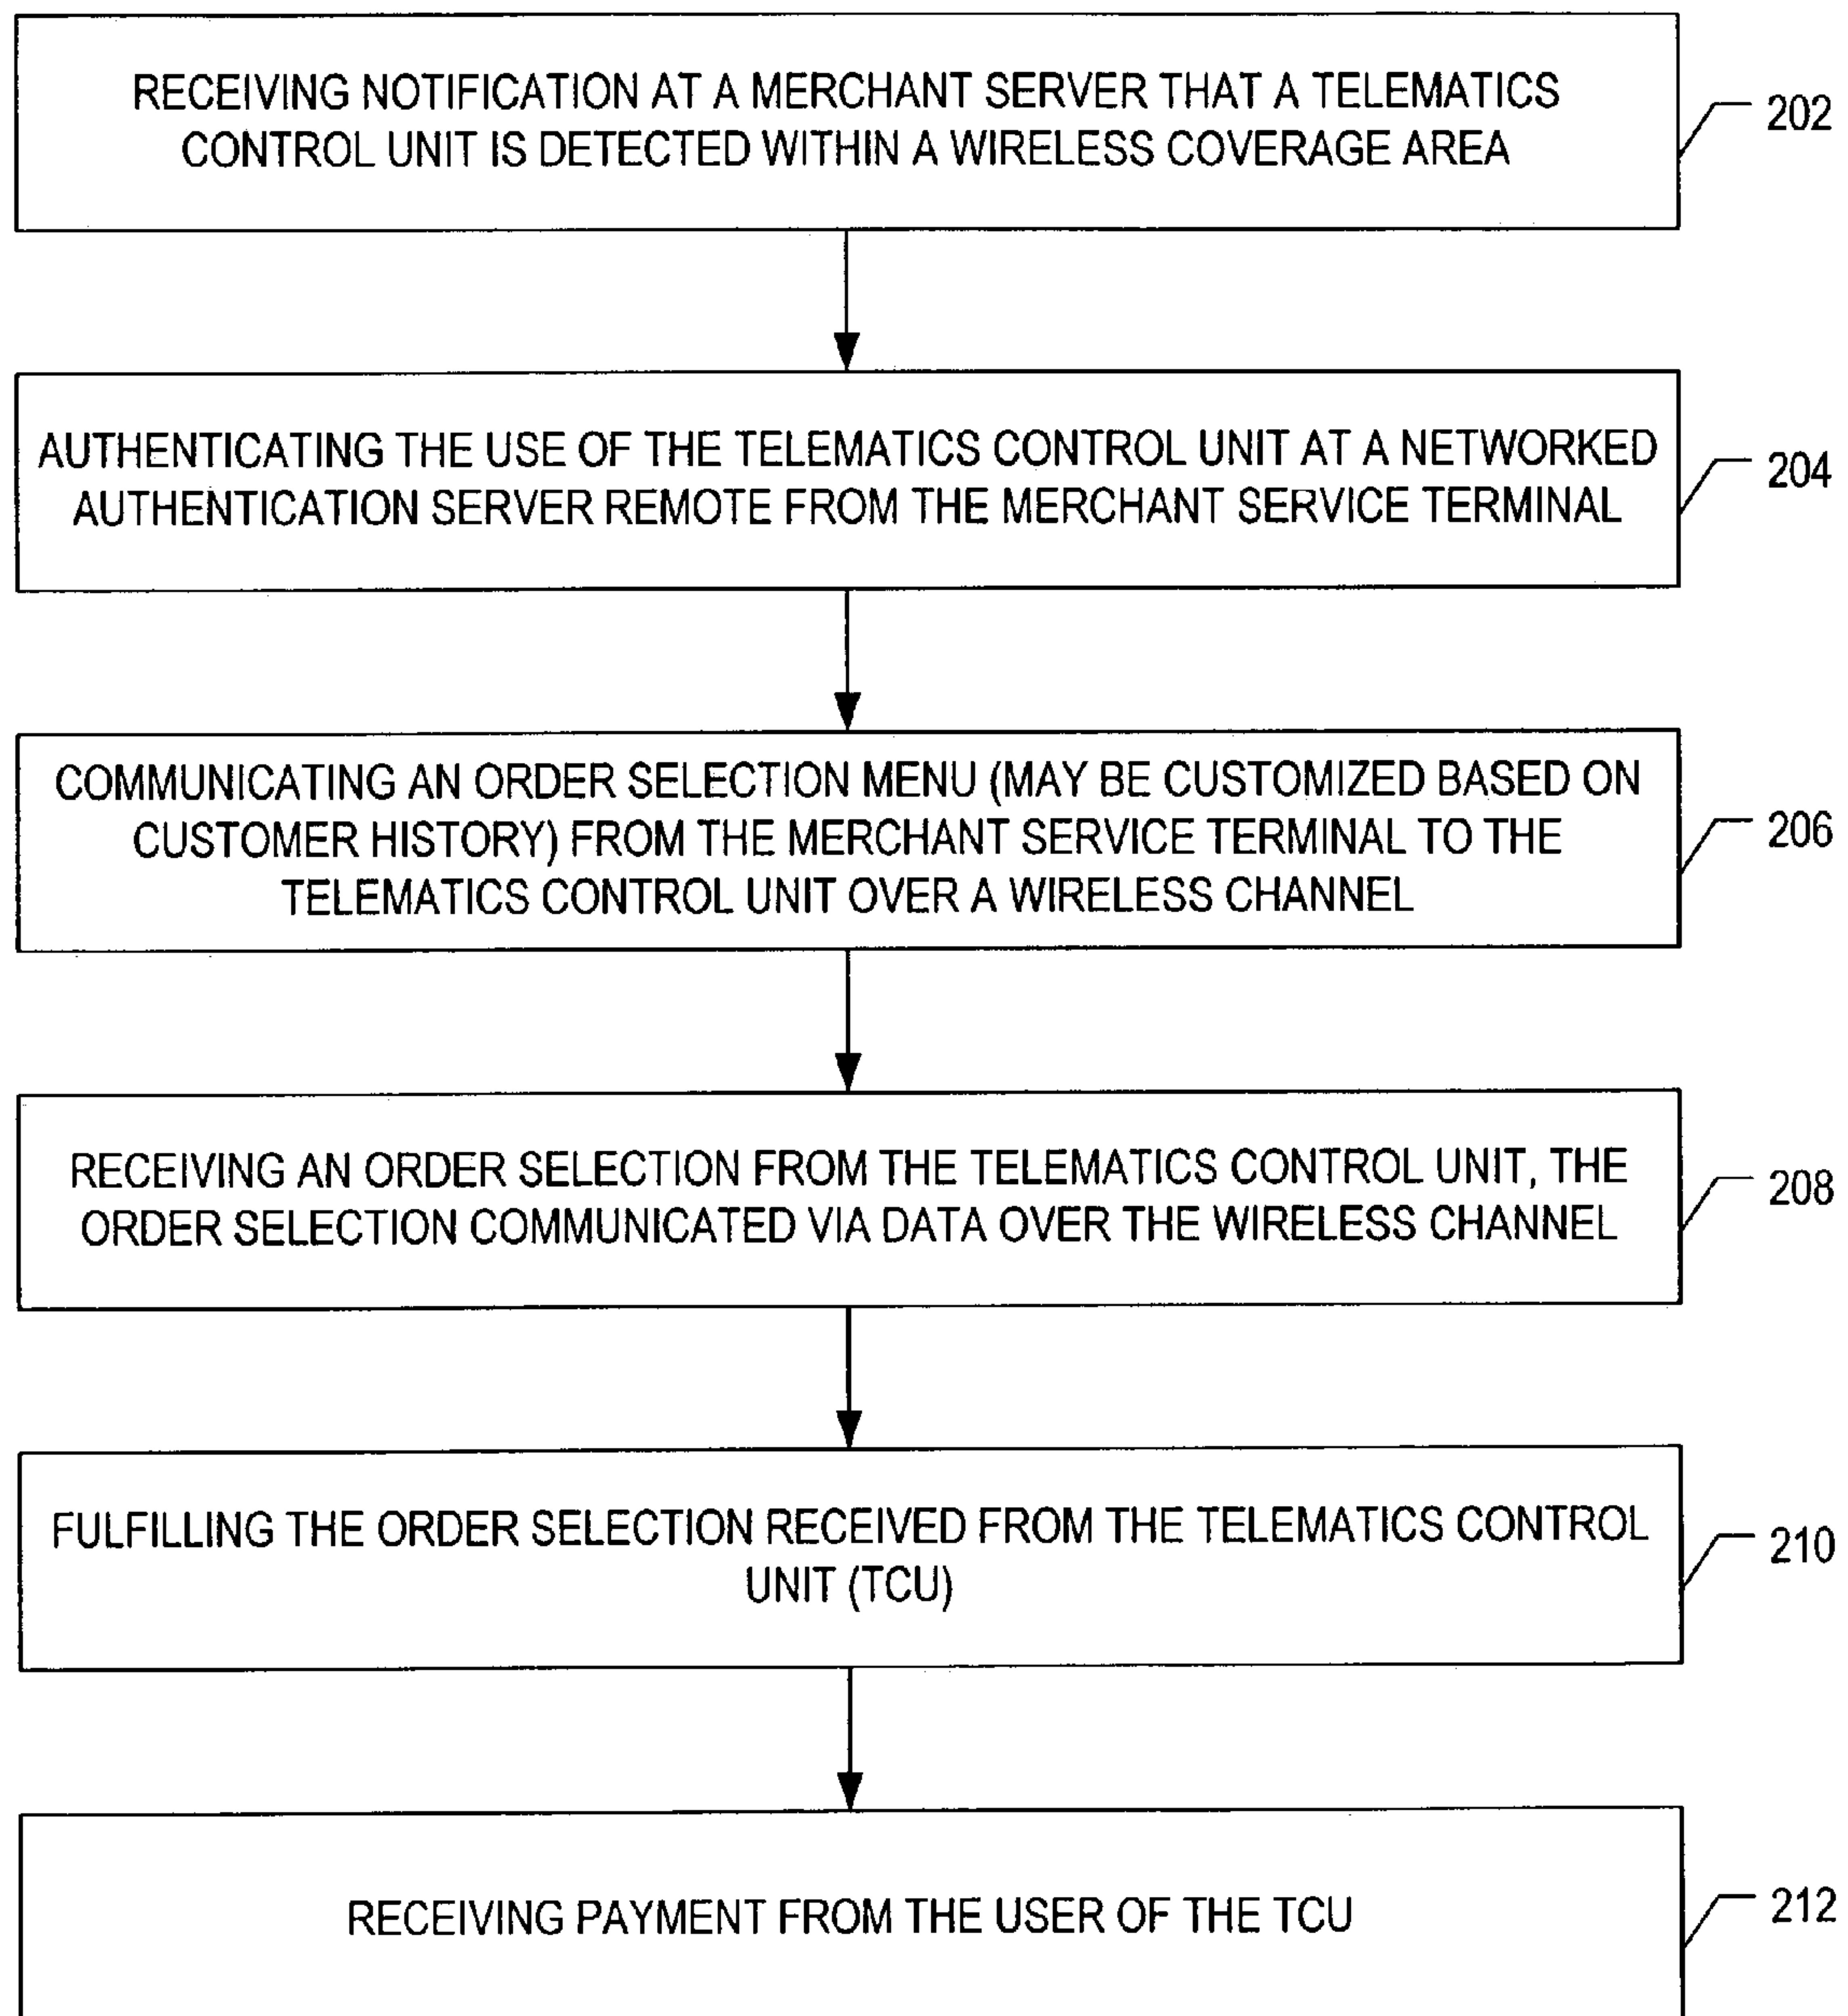 RECEIVING NOTIFICATION AT A MERCHANT SERVER THAT A TELEMATICS
CONTROL UNIT IS DETECTED WITHIN A WIRELESS COVERAGE AREA
202
AUTHENTICATING THE USE OF THE TELEMATICS CONTROL UNIT AT A NETWORKED
AUTHENTICATION SERVER REMOTE FROM THE MERCHANT SERVICE TERMINAL
204
COMMUNICATING AN ORDER SELECTION MENU (MAY BE CUSTOMIZED BASED ON
CUSTOMER HISTORY) FROM THE MERCHANT SERVICE TERMINAL TO THE
TELEMATICS CONTROL UNIT OVER A WIRELESS CHANNEL
206
RECEIVING AN ORDER SELECTION FROM THE TELEMATICS CONTROL UNIT, THE
ORDER SELECTION COMMUNICATED VIA DATA OVER THE WIRELESS CHANNEL
208
FULFILLING THE ORDER SELECTION RECEIVED FROM THE TELEMATICS CONTROL
UNIT (TCU)
210
RECEIVING PAYMENT FROM THE USER OF THE TCU
212